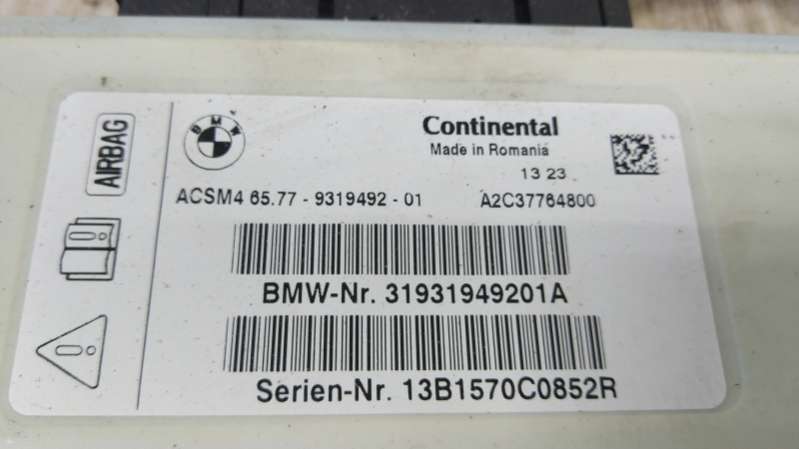 AIRBAG
BMW
Continental
Made in Romania
13 23
ACSM4 65.77 - 9319492 - 01 A2C37764800
BMW-Nr. 31931949201A
Serien-Nr. 13B1570C0852R